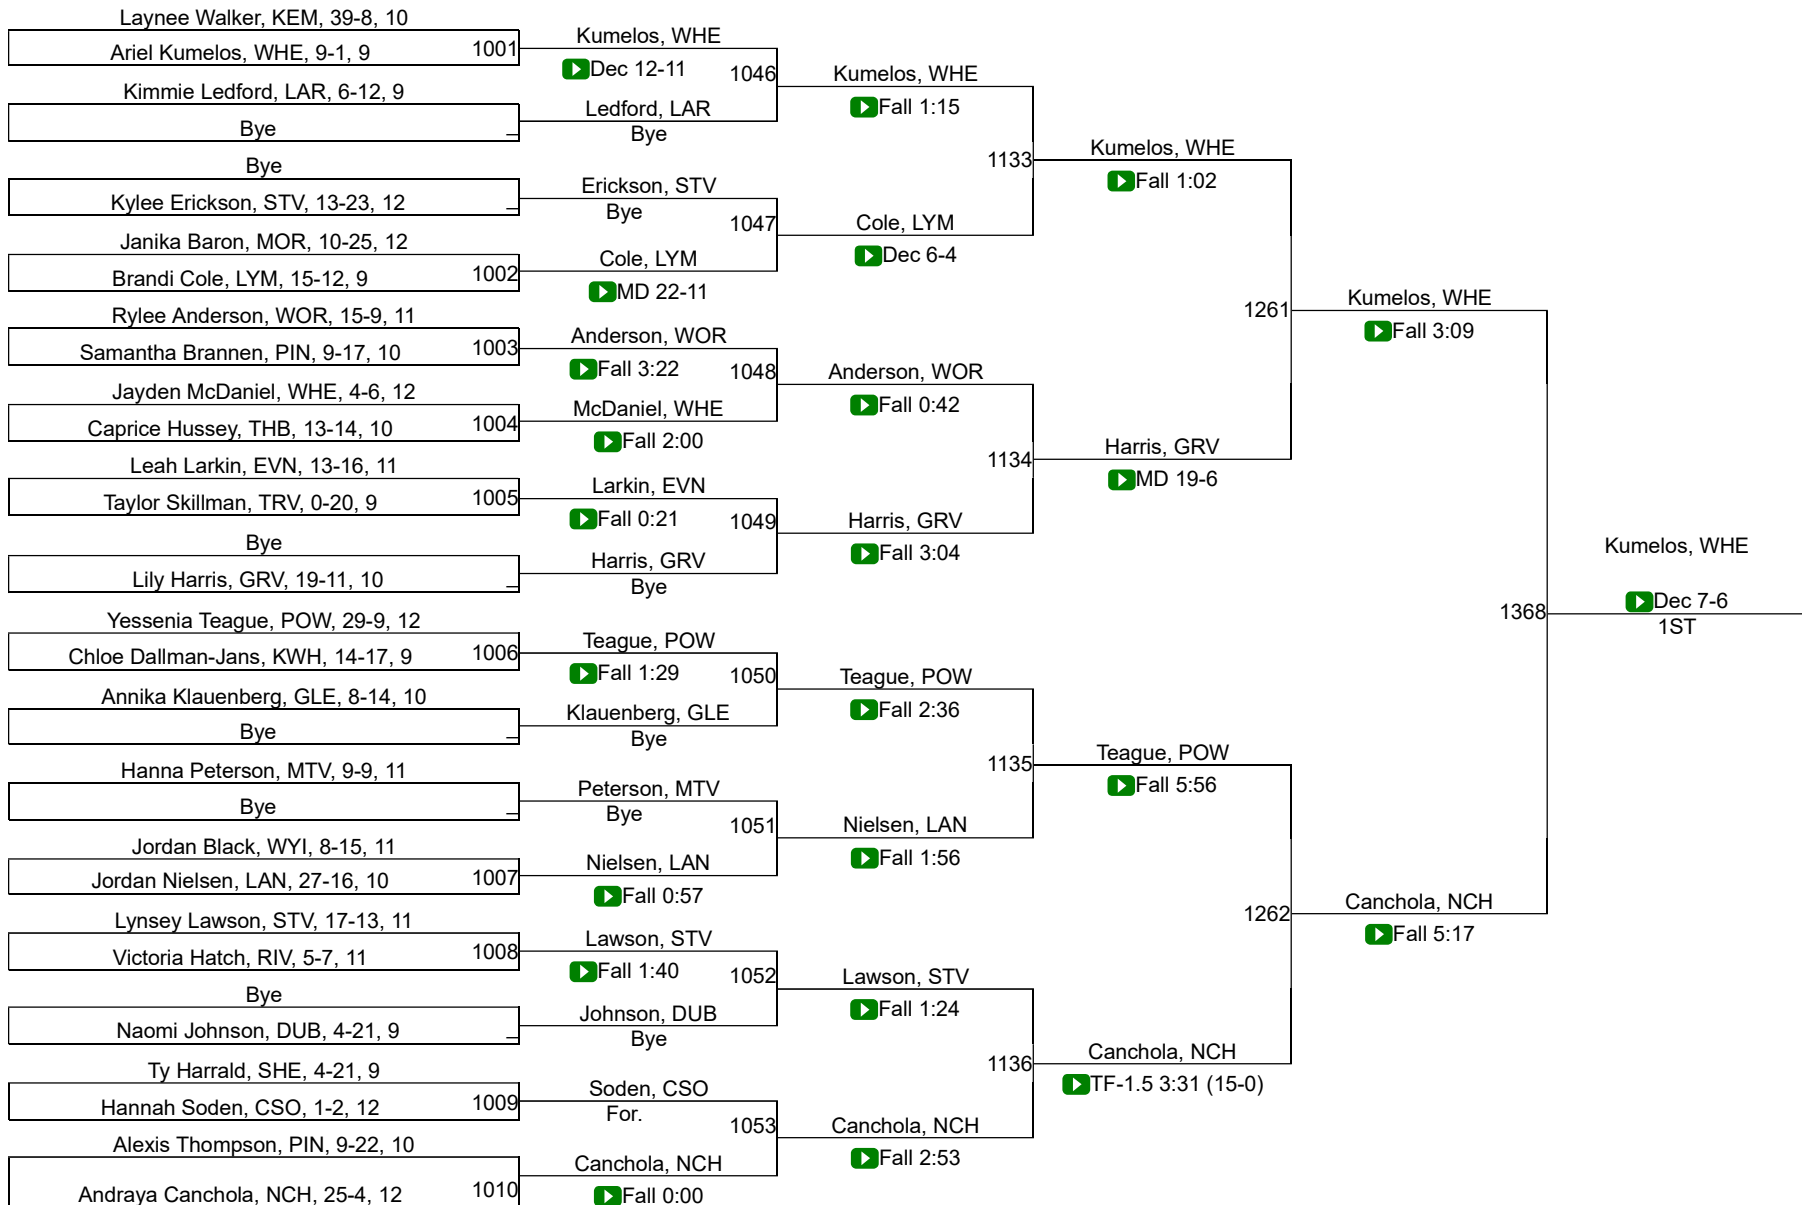 Laynee Walker, KEM, 39-8, 10
Ariel Kumelos, WHE, 9-1, 9
1001
Kimmie Ledford, LAR, 6-12, 9
Bye
Bye
Kylee Erickson, STV, 13-23, 12
Janika Baron, MOR, 10-25, 12
Brandi Cole, LYM, 15-12, 9
1002
Rylee Anderson, WOR, 15-9, 11
Samantha Brannen, PIN, 9-17, 10
1003
Jayden McDaniel, WHE, 4-6, 12
Caprice Hussey, THB, 13-14, 10
1004
Leah Larkin, EVN, 13-16, 11
Taylor Skillman, TRV, 0-20, 9
1005
Bye
Lily Harris, GRV, 19-11, 10
Yessenia Teague, POW, 29-9, 12
Chloe Dallman-Jans, KWH, 14-17, 9
1006
Annika Klauenberg, GLE, 8-14, 10
Bye
Hanna Peterson, MTV, 9-9, 11
Bye
Jordan Black, WYI, 8-15, 11
Jordan Nielsen, LAN, 27-16, 10
1007
Lynsey Lawson, STV, 17-13, 11
Victoria Hatch, RIV, 5-7, 11
1008
Bye
Naomi Johnson, DUB, 4-21, 9
Ty Harrald, SHE, 4-21, 9
Hannah Soden, CSO, 1-2, 12
1009
Alexis Thompson, PIN, 9-22, 10
Andraya Canchola, NCH, 25-4, 12
1010
Kumelos, WHE
Dec 12-11
1046
Ledford, LAR
Bye
Erickson, STV
Bye
1047
Cole, LYM
MD 22-11
Anderson, WOR
Fall 3:22
1048
McDaniel, WHE
Fall 2:00
Larkin, EVN
Fall 0:21
1049
Harris, GRV
Bye
Teague, POW
Fall 1:29
1050
Klauenberg, GLE
Bye
Peterson, MTV
Bye
1051
Nielsen, LAN
Fall 0:57
Lawson, STV
Fall 1:40
1052
Johnson, DUB
Bye
Soden, CSO
For.
1053
Canchola, NCH
Fall 0:00
Kumelos, WHE
Fall 1:15
1133
Cole, LYM
Dec 6-4
Anderson, WOR
Fall 0:42
1134
Harris, GRV
Fall 3:04
Teague, POW
Fall 2:36
1135
Nielsen, LAN
Fall 1:56
Lawson, STV
Fall 1:24
1136
Canchola, NCH
Fall 2:53
Kumelos, WHE
Fall 1:02
1261
Harris, GRV
MD 19-6
Teague, POW
Fall 5:56
1262
Canchola, NCH
TF-1.5 3:31 (15-0)
Kumelos, WHE
Fall 3:09
1368
Canchola, NCH
Fall 5:17
Kumelos, WHE
Dec 7-6
1ST